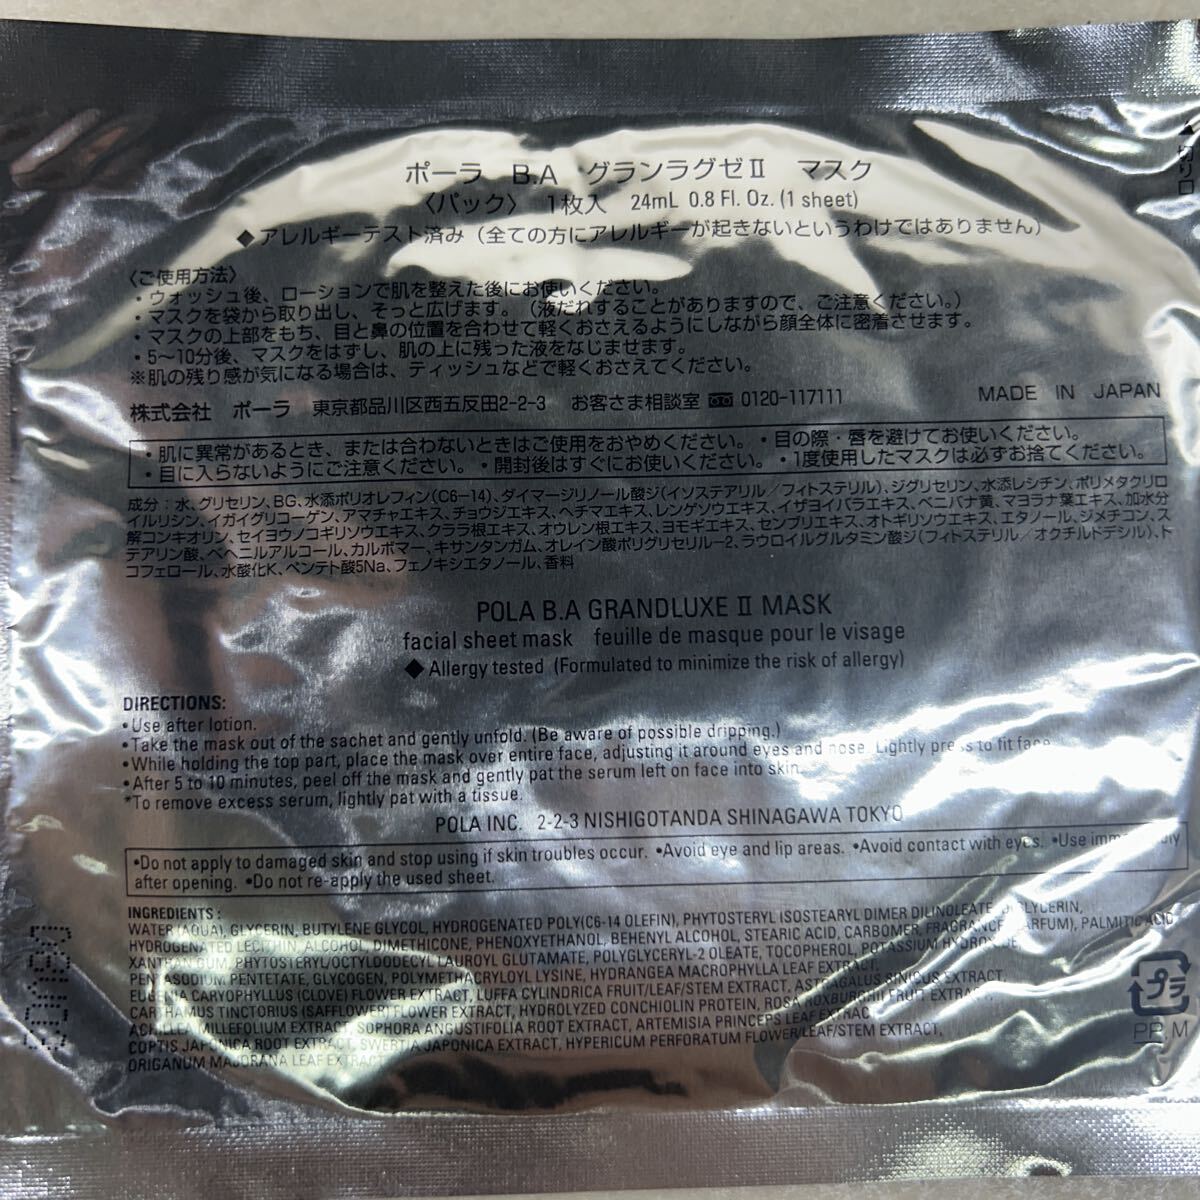 ポーラ B.A グランラグゼⅡ マスク
〈パック〉 1枚入 24mL 0.8 Fl. Oz. (1 sheet)
◆アレルギーテスト済み（全ての方にアレルギーが起きないというわけではありません）
切り口
〈ご使用方法〉
・ウォッシュ後、ローションで肌を整えた後にお使いください。
・マスクを袋から取り出し、そっと広げます。（液だれすることがありますので、ご注意ください。）
・マスクの上部をもち、目と鼻の位置を合わせて軽くおさえるようにしながら顔全体に密着させます。
・5～10分後、マスクをはずし、肌の上に残った液をなじませます。
※肌の残り感が気になる場合は、ティッシュなどで軽くおさえてください。
株式会社 ポーラ 東京都品川区西五反田2-2-3 お客さま相談室 0120-117111 MADE IN JAPAN
・肌に異常があるとき、または合わないときはご使用をおやめください。・目の際・唇を避けてお使いください。
・目に入らないようにご注意ください。・開封後はすぐにお使いください。・1度使用したマスクは必ずお捨てください。
成分：水、グリセリン、BG、水添ポリオレフィン(C6-14)、ダイマージリノール酸ジ(イソステアリル／フィトステリル)、ジグリセリン、水添レシチン、ポリメタクリロ
イルリシン、イガイグリコーゲン、アマチャエキス、チョウジエキス、ヘチマエキス、レンゲソウエキス、イザヨイバラエキス、ベニバナ黄、マヨラナ葉エキス、加水分
解コンキオリン、セイヨウノコギリソウエキス、クララ根エキス、オウレン根エキス、ヨモギエキス、センブリエキス、オトギリソウエキス、エタノール、ジメチコン、ス
テアリン酸、ベヘニルアルコール、カルボマー、キサンタンガム、オレイン酸ポリグリセリル-2、ラウロイルグルタミン酸ジ(フィトステリル／オクチルドデシル)、ト
コフェロール、水酸化K、ペンテト酸5Na、フェノキシエタノール、香料
POLA B.A GRANDLUXE Ⅱ MASK
facial sheet mask feuille de masque pour le visage
◆ Allergy tested (Formulated to minimize the risk of allergy)
DIRECTIONS:
•Use after lotion.
•Take the mask out of the sachet and gently unfold. (Be aware of possible dripping.)
•While holding the top part, place the mask over entire face, adjusting it around eyes and nose. Lightly press to fit face.
•After 5 to 10 minutes, peel off the mask and gently pat the serum left on face into skin.
*To remove excess serum, lightly pat with a tissue.
POLA INC. 2-2-3 NISHIGOTANDA SHINAGAWA TOKYO
•Do not apply to damaged skin and stop using if skin troubles occur. •Avoid eye and lip areas. •Avoid contact with eyes. •Use
after opening. •Do not re-apply the used sheet.
INGREDIENTS :
WATER (AQUA), GLYCERIN, BUTYLENE GLYCOL, HYDROGENATED POLY(C6-14 OLEFIN), PHYTOSTERYL ISOSTEARYL DIMER DILINOLEATE, DIGLYCERIN,
HYDROGENATED LECITHIN, ALCOHOL, DIMETHICONE, PHENOXYETHANOL, BEHENYL ALCOHOL, STEARIC ACID, CARBOMER, FRAGRANCE (PARFUM), PALMITIC ACID
XANTHAN GUM, PHYTOSTERYL/OCTYLDODECYL LAUROYL GLUTAMATE, POLYGLYCERYL-2 OLEATE, TOCOPHEROL, POTASSIUM HYDROXIDE,
PENTASODIUM PENTETATE, GLYCOGEN, POLYMETHACRYLOYL LYSINE, HYDRANGEA MACROPHYLLA LEAF EXTRACT, ASTRAGALUS SINICUS EXTRACT,
EUGENIA CARYOPHYLLUS (CLOVE) FLOWER EXTRACT, LUFFA CYLINDRICA FRUIT/LEAF/STEM EXTRACT, ROSA ROXBURGHII FRUIT EXTRACT,
CARTHAMUS TINCTORIUS (SAFFLOWER) FLOWER EXTRACT, HYDROLYZED CONCHIOLIN PROTEIN,
ACHILLEA MILLEFOLIUM EXTRACT, SOPHORA ANGUSTIFOLIA ROOT EXTRACT, ARTEMISIA PRINCEPS LEAF EXTRACT,
COPTIS JAPONICA ROOT EXTRACT, SWERTIA JAPONICA EXTRACT, HYPERICUM PERFORATUM FLOWER/LEAF/STEM EXTRACT,
ORIGANUM MAJORANA LEAF EXTRACT
プラ
PP, M